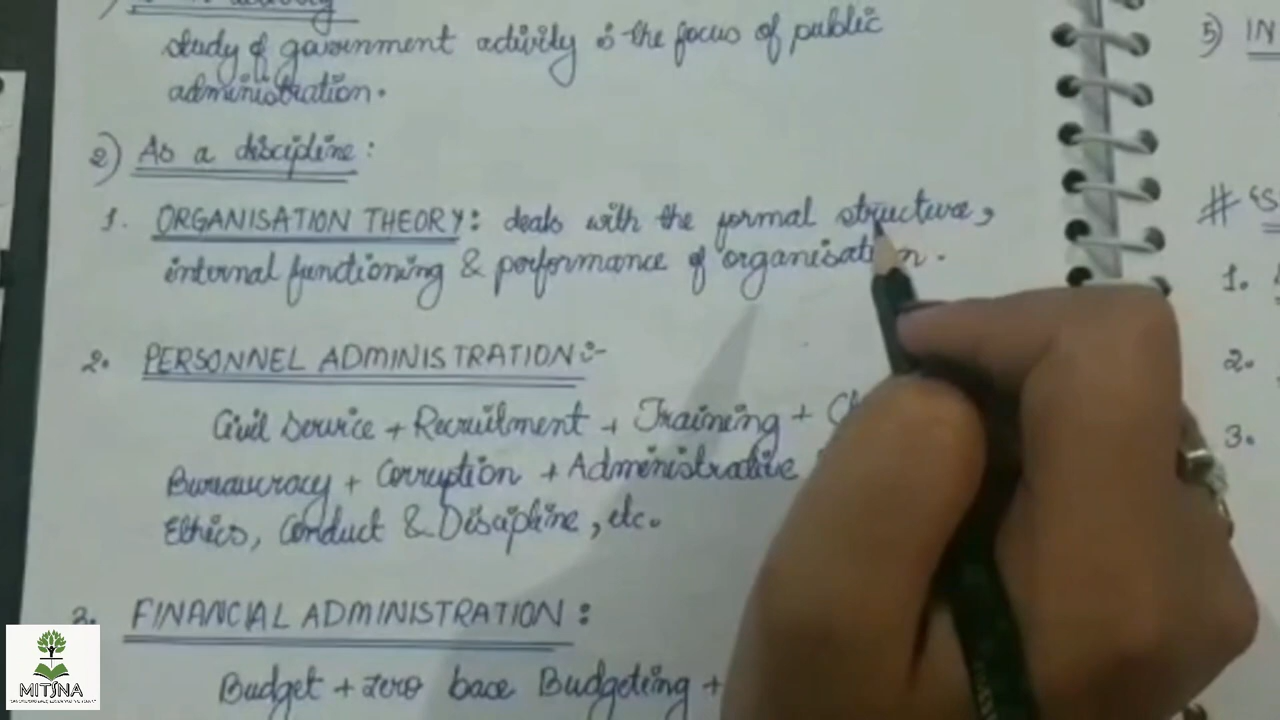 study of government activity is the focus of public
administration.
2) As a discipline:
1. ORGANISATION THEORY: deals with the formal structure,
internal functioning & performance of organisation.
2. PERSONNEL ADMINISTRATION:-
Civil Service + Recruitment + Training +
Bureaucracy + Corruption + Administrative
Ethics, Conduct & Discipline, etc.
3. FINANCIAL ADMINISTRATION:
Budget + zero bace Budgeting +
5) IN
#
1.
2.
3.
MITSNA